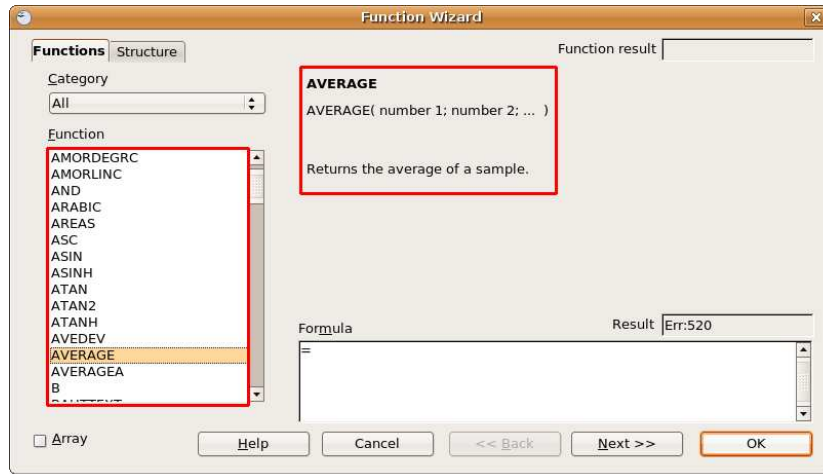 Function Wizard
Functions Structure
Function result
Category
All
Function
AMORDEGRC
AMORLINC
AND
ARABIC
AREAS
ASC
ASIN
ASINH
ATAN
ATAN2
ATANH
AVEDEV
AVERAGE
AVERAGEA
B
AVERAGE
AVERAGE( number 1; number 2; ... )
Returns the average of a sample.
Formula
Result Err:520
=
Array
Help
Cancel
<< Back
Next >>
OK